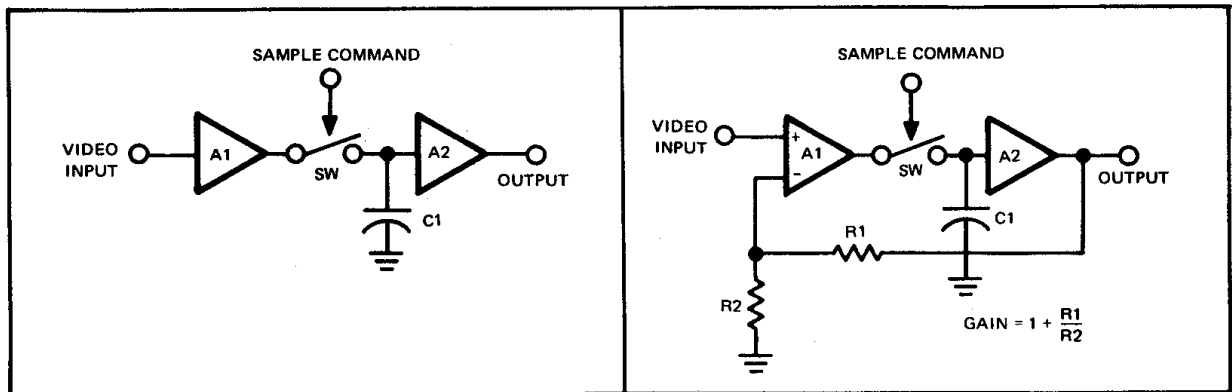 SAMPLE COMMAND
VIDEO
INPUT
A1
SW
A2
OUTPUT
C1
SAMPLE COMMAND
VIDEO
INPUT
+
A1
−
SW
A2
OUTPUT
C1
R1
R2
GAIN = 1 + R1
R2